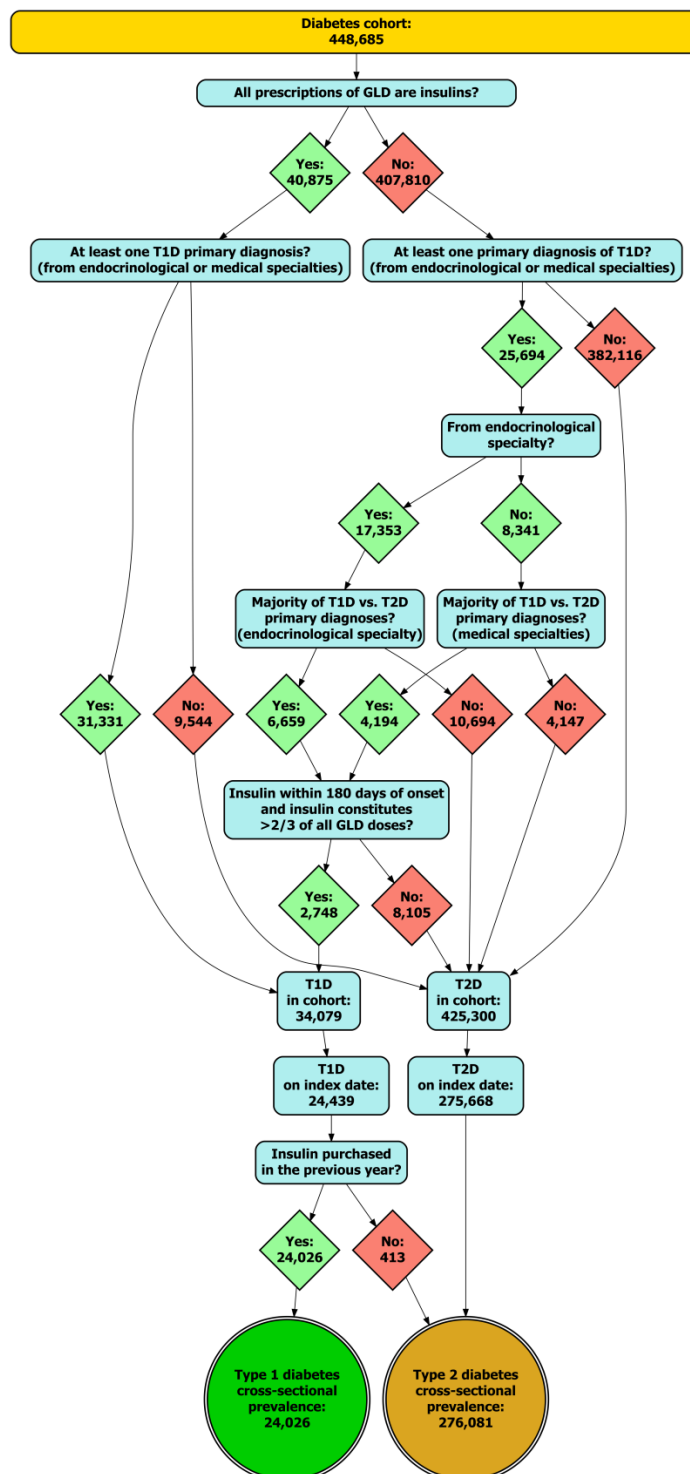 Diabetes cohort:
448,685
All prescriptions of GLD are insulins?
Yes:
40,875
No:
407,810
At least one T1D primary diagnosis?
(from endocrinological or medical specialties)
At least one primary diagnosis of T1D?
(from endocrinological or medical specialties)
Yes:
25,694
No:
382,116
From endocrinological
specialty?
Yes:
17,353
No:
8,341
Majority of T1D vs. T2D
primary diagnoses?
(endocrinological specialty)
Majority of T1D vs. T2D
primary diagnoses?
(medical specialties)
Yes:
31,331
No:
9,544
Yes:
6,659
Yes:
4,194
No:
10,694
No:
4,147
Insulin within 180 days of onset
and insulin constitutes
>2/3 of all GLD doses?
Yes:
2,748
No:
8,105
T1D
in cohort:
34,079
T2D
in cohort:
425,300
T1D
on index date:
24,439
T2D
on index date:
275,668
Insulin purchased
in the previous year?
Yes:
24,026
No:
413
Type 1 diabetes
cross-sectional
prevalence:
24,026
Type 2 diabetes
cross-sectional
prevalence:
276,081